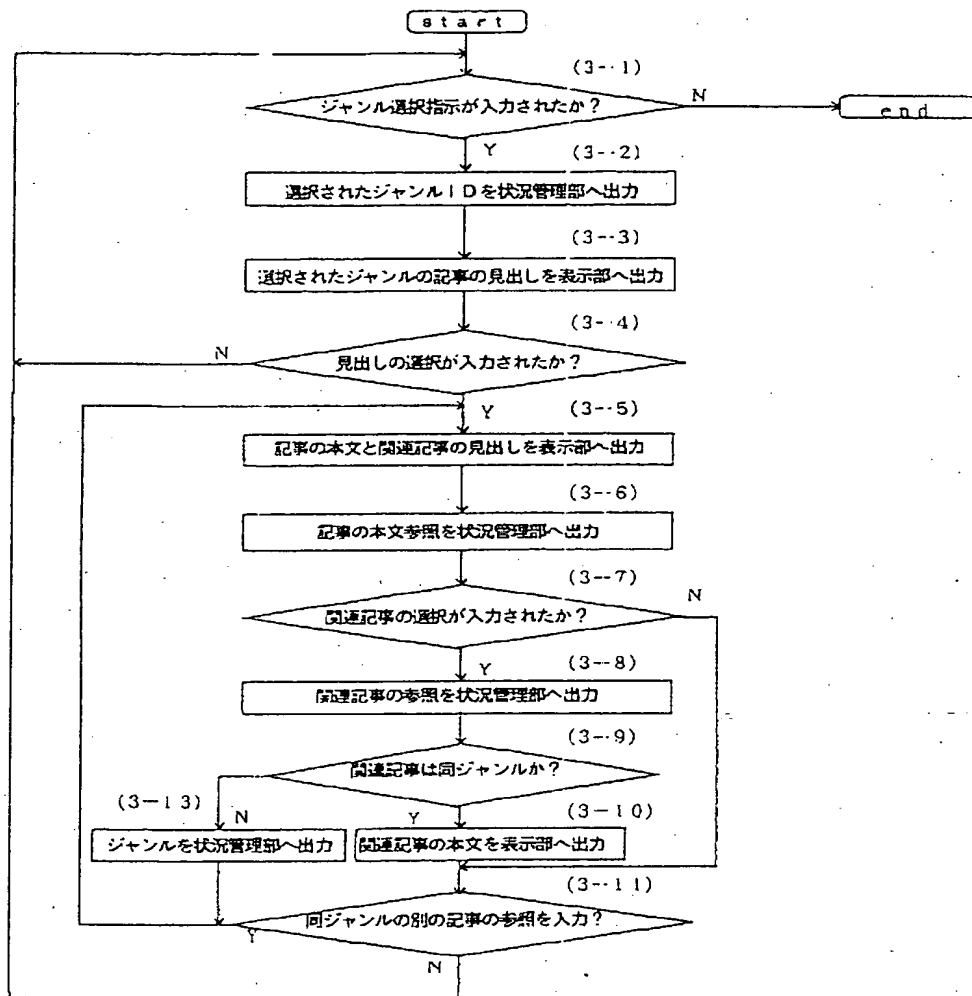 start
(3-1)
ジャンル選択指示が入力されたか？
N
end
Y
(3-2)
選択されたジャンルIDを状況管理部へ出力
(3-3)
選択されたジャンルの記事の見出しを表示部へ出力
(3-4)
N
見出しの選択が入力されたか？
Y
(3-5)
記事の本文と関連記事の見出しを表示部へ出力
(3-6)
記事の本文参照を状況管理部へ出力
(3-7)
N
関連記事の選択が入力されたか？
Y
(3-8)
関連記事の参照を状況管理部へ出力
(3-9)
関連記事は同ジャンルか？
(3-13)
N
Y
(3-10)
ジャンルを状況管理部へ出力
関連記事の本文を表示部へ出力
(3-11)
同ジャンルの別の記事の参照を入力？
Y
N